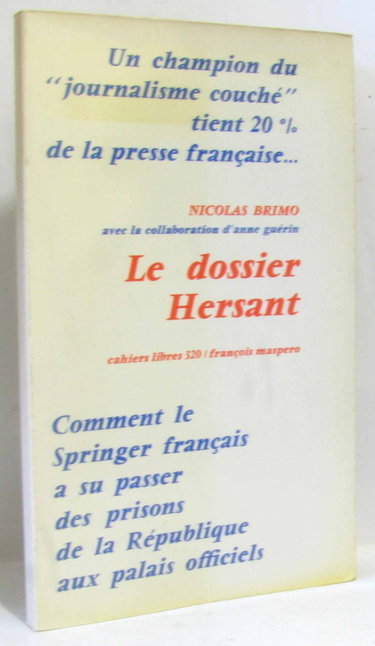 Un champion du
"journalisme couché"
tient 20 %
de la presse française...
NICOLAS BRIMO
avec la collaboration d'anne guérin
Le dossier
Hersant
cahiers libres 320 / françois maspero
Comment le
Springer français
a su passer
des prisons
de la République
aux palais officiels